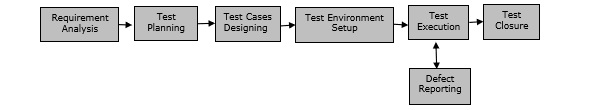 Requirement
Analysis
Test
Planning
Test Cases
Designing
Test Environment
Setup
Test
Execution
Test
Closure
Defect
Reporting